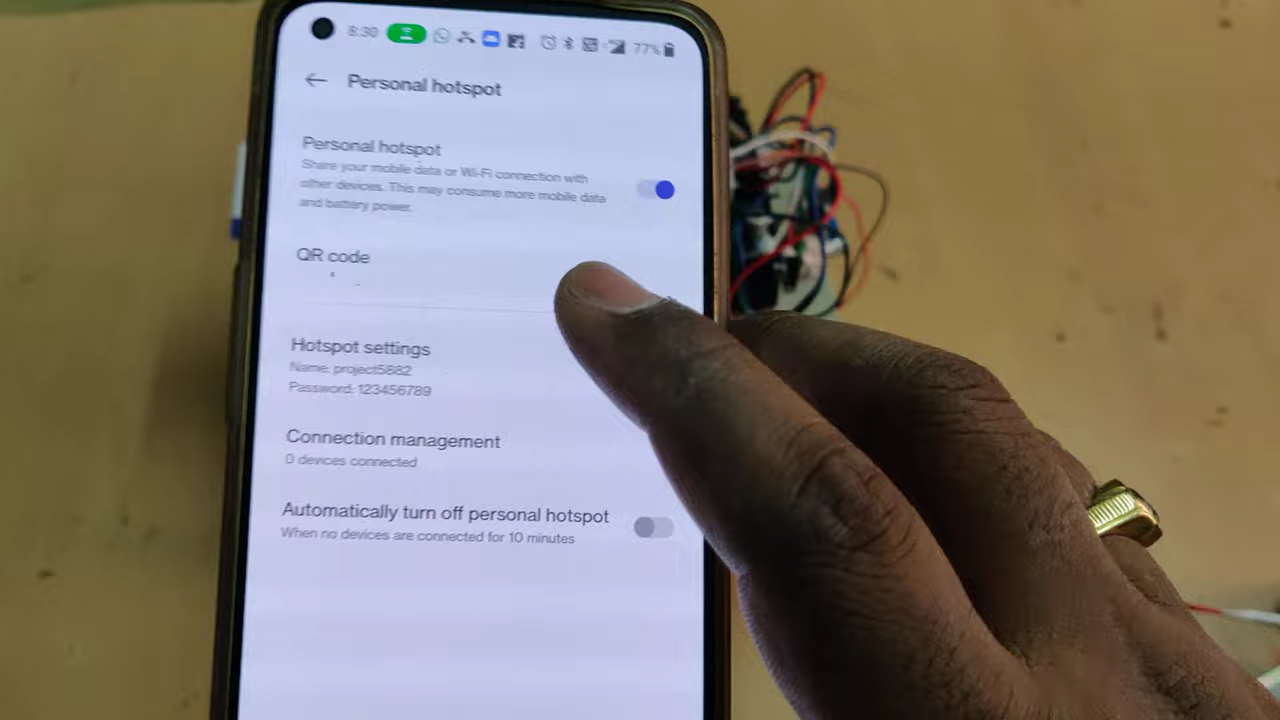 8:30
77%
Personal hotspot
Personal hotspot
Share your mobile data or Wi-Fi connection with
other devices. This may consume more mobile data
and battery power.
QR code
Hotspot settings
Name: project5682
Password: 123456789
Connection management
0 devices connected
Automatically turn off personal hotspot
When no devices are connected for 10 minutes